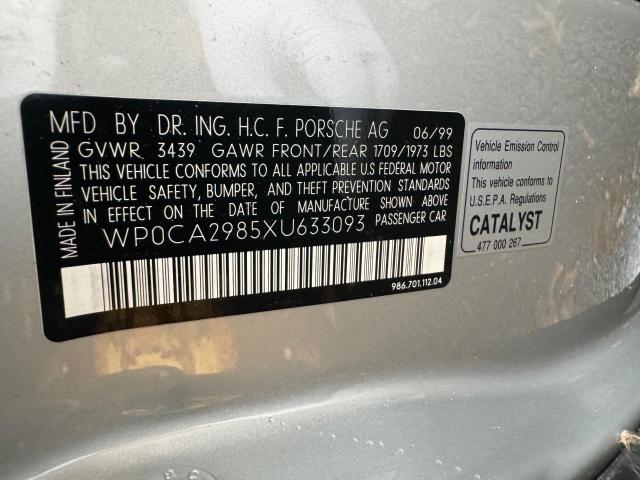 MFD BY DR. ING. H.C. F. PORSCHE AG 06/99
GVWR 3439 GAWR FRONT/REAR 1709/1973 LBS
THIS VEHICLE CONFORMS TO ALL APPLICABLE U.S FEDERAL MOTOR
VEHICLE SAFETY, BUMPER, AND THEFT PREVENTION STANDARDS
IN EFFECT ON THE DATE OF MANUFACTURE SHOWN ABOVE
WP0CA2985XU633093 PASSENGER CAR
MADE IN FINLAND
986.701.112.04
Vehicle Emission Control
information
This vehicle conforms to
U.S.E.P.A. Regulations
CATALYST
477 000 267